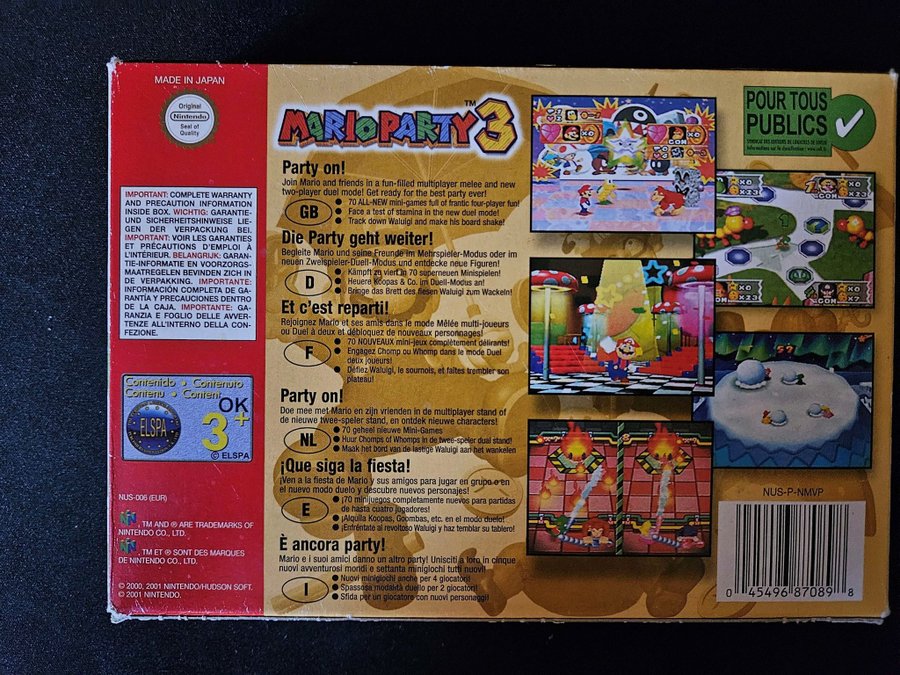 MADE IN JAPAN
Original
Nintendo
Seal of
Quality
IMPORTANT: COMPLETE WARRANTY
AND PRECAUTION INFORMATION
INSIDE BOX. WICHTIG: GARANTIE-
UND SICHERHEITSHINWEISE LIE-
GEN DER VERPACKUNG BEI.
IMPORTANT: VOIR LES GARANTIES
ET PRÉCAUTIONS D'EMPLOI À
L'INTÉRIEUR. BELANGRIJK: GARAN-
TIE-INFORMATIE EN VOORZORGS-
MAATREGELEN BEVINDEN ZICH IN
DE VERPAKKING. IMPORTANTE:
INFORMACIÓN COMPLETA DE GA-
RANTÍA Y PRECAUCIONES DENTRO
DE LA CAJA. IMPORTANTE: GA-
RANZIA E FOGLIO DELLE AVVER-
TENZE ALL'INTERNO DELLA CON-
FEZIONE.
Contenido • Contenuto
Contenu • Content
OK
3+
ELSPA
© ELSPA
NUS-006 (EUR)
, TM AND ® ARE TRADEMARKS OF
NINTENDO CO., LTD.
, TM ET ® SONT DES MARQUES
DE NINTENDO CO., LTD.
© 2000, 2001 NINTENDO/HUDSON SOFT.
© 2001 NINTENDO.
MARIO PARTY 3 ™
Party on!
Join Mario and friends in a fun-filled multiplayer melee and new
two-player duel mode! Get ready for the best party ever!
GB
● 70 ALL-NEW mini-games full of frantic four-player fun!
● Face a test of stamina in the new duel mode!
● Track down Waluigi and make his board shake!
Die Party geht weiter!
Begleite Mario und seine Freunde im Mehrspieler-Modus oder im
neuen Zweispieler-Duell-Modus und entdecke neue Figuren!
D
● Kämpft zu viert in 70 supерneuen Minispielen!
● Heuere Koopas & Co. im Duell-Modus an!
● Bringe das Brett des fiesen Waluigi zum Wackeln!
Et c'est reparti!
Rejoignez Mario et ses amis dans le mode Mêlée multi-joueurs
ou Duel à deux et débloquez de nouveaux personnages!
F
● 70 NOUVEAUX mini-jeux complètement délirants!
● Engagez Chomp ou Whomp dans le mode Duel
deux joueurs!
● Défiez Waluigi, le sournois, et faites trembler son
plateau!
Party on!
Doe mee met Mario en zijn vrienden in de multiplayer stand of
de nieuwe twee-speler stand, en ontdek nieuwe characters!
NL
● 70 geheel nieuwe Mini-Games
● Huur Chomps of Whomps in de twee-speler duel stand!
● Maak het bord van de lastige Waluigi aan het wankelen
¡Que siga la fiesta!
¡Ven a la fiesta de Mario y sus amigos para jugar en grupo o en
el nuevo modo duelo y descubre nuevos personajes!
E
● ¡70 minijuegos completamente nuevos para partidas
de hasta cuatro jugadores!
● ¡Alquila Koopas, Goombas, etc. en el modo duelo!
● ¡Enfréntate al revoltoso Waluigi y haz temblar su tablero!
È ancora party!
Mario e i suoi amici danno un altro party! Unisciti a loro in cinque
nuovi avventurosi mondi e settanta minigiochi tutti nuovi!
I
● Nuovi minigiochi anche per 4 giocatori!
● Spassosa modalità duello per 2 giocatori!
● Sfida per un giocatore con nuovi personaggi!
POUR TOUS
PUBLICS
SYNDICAT DES EDITEURS DE LOGICIELS DE LOISIRS
NUS-P-NMVP
0 45496 87089 8